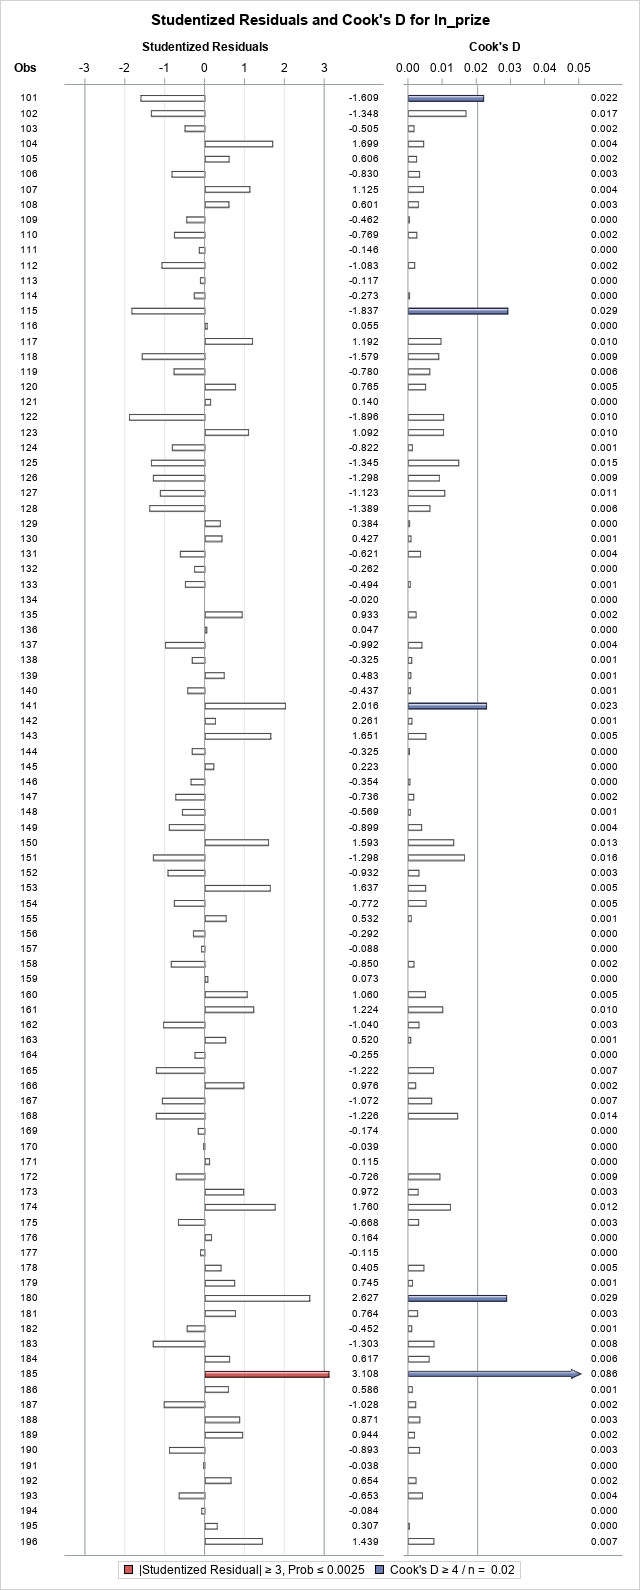 Studentized Residuals and Cook's D for ln_prize
Studentized Residuals Cook's D
Obs -3 -2 -1 0 1 2 3 0.00 0.01 0.02 0.03 0.04 0.05
101 -1.609 0.022
102 -1.348 0.017
103 -0.505 0.002
104 1.699 0.004
105 0.606 0.002
106 -0.830 0.003
107 1.125 0.004
108 0.601 0.003
109 -0.462 0.000
110 -0.769 0.002
111 -0.146 0.000
112 -1.083 0.002
113 -0.117 0.000
114 -0.273 0.000
115 -1.837 0.029
116 0.055 0.000
117 1.192 0.010
118 -1.579 0.009
119 -0.780 0.006
120 0.765 0.005
121 0.140 0.000
122 -1.896 0.010
123 1.092 0.010
124 -0.822 0.001
125 -1.345 0.015
126 -1.298 0.009
127 -1.123 0.011
128 -1.389 0.006
129 0.384 0.000
130 0.427 0.001
131 -0.621 0.004
132 -0.262 0.000
133 -0.494 0.001
134 -0.020 0.000
135 0.933 0.002
136 0.047 0.000
137 -0.992 0.004
138 -0.325 0.001
139 0.483 0.001
140 -0.437 0.001
141 2.016 0.023
142 0.261 0.001
143 1.651 0.005
144 -0.325 0.000
145 0.223 0.000
146 -0.354 0.000
147 -0.736 0.002
148 -0.569 0.001
149 -0.899 0.004
150 1.593 0.013
151 -1.298 0.016
152 -0.932 0.003
153 1.637 0.005
154 -0.772 0.005
155 0.532 0.001
156 -0.292 0.000
157 -0.088 0.000
158 -0.850 0.002
159 0.073 0.000
160 1.060 0.005
161 1.224 0.010
162 -1.040 0.003
163 0.520 0.001
164 -0.255 0.000
165 -1.222 0.007
166 0.976 0.002
167 -1.072 0.007
168 -1.226 0.014
169 -0.174 0.000
170 -0.039 0.000
171 0.115 0.000
172 -0.726 0.009
173 0.972 0.003
174 1.760 0.012
175 -0.668 0.003
176 0.164 0.000
177 -0.115 0.000
178 0.405 0.005
179 0.745 0.001
180 2.627 0.029
181 0.764 0.003
182 -0.452 0.001
183 -1.303 0.008
184 0.617 0.006
185 3.108 0.086
186 0.586 0.001
187 -1.028 0.002
188 0.871 0.003
189 0.944 0.002
190 -0.893 0.003
191 -0.038 0.000
192 0.654 0.002
193 -0.653 0.004
194 -0.084 0.000
195 0.307 0.000
196 1.439 0.007
|Studentized Residual| ≥ 3, Prob ≤ 0.0025 Cook's D ≥ 4 / n = 0.02